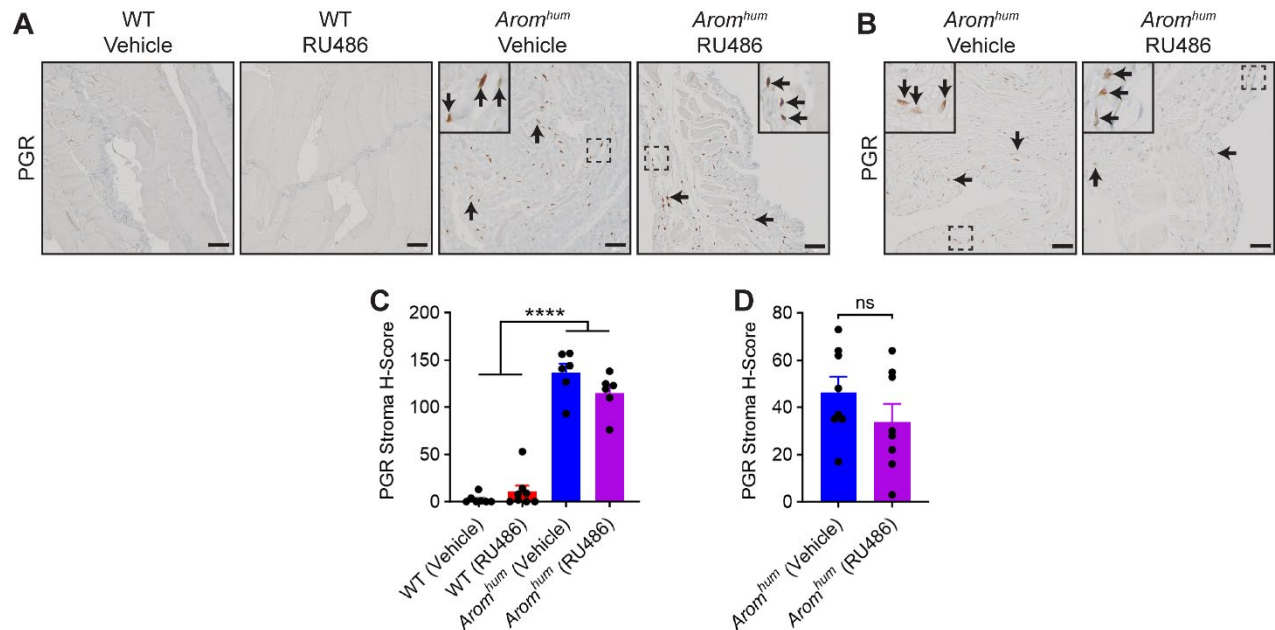 A
WT
Vehicle
WT
RU486
Arom^hum
Vehicle
Arom^hum
RU486
PGR
B
Arom^hum
Vehicle
Arom^hum
RU486
PGR
C
PGR Stroma H-Score
200
150
100
50
0
****
WT (Vehicle)
WT (RU486)
Arom^hum (Vehicle)
Arom^hum (RU486)
D
PGR Stroma H-Score
80
60
40
20
0
ns
Arom^hum (Vehicle)
Arom^hum (RU486)